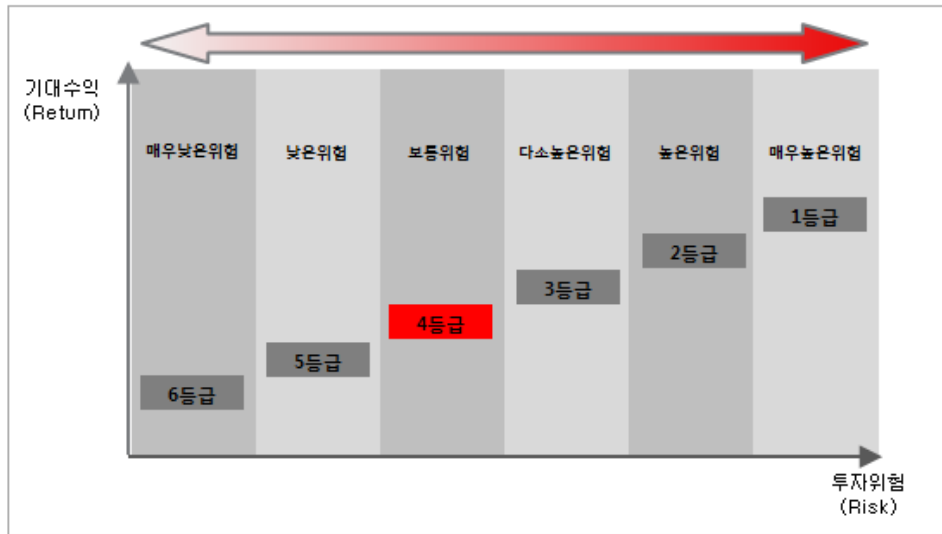 기대수익
(Return)
매우낮은위험
낮은위험
보통위험
다소높은위험
높은위험
매우높은위험
1등급
2등급
3등급
4등급
5등급
6등급
투자위험
(Risk)